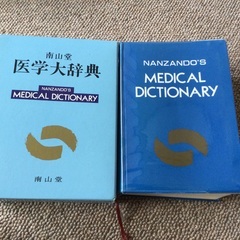 南山堂
医学大辞典
NANZANDO'S
MEDICAL DICTIONARY
南山堂
NANZANDO'S
MEDICAL
DICTIONARY